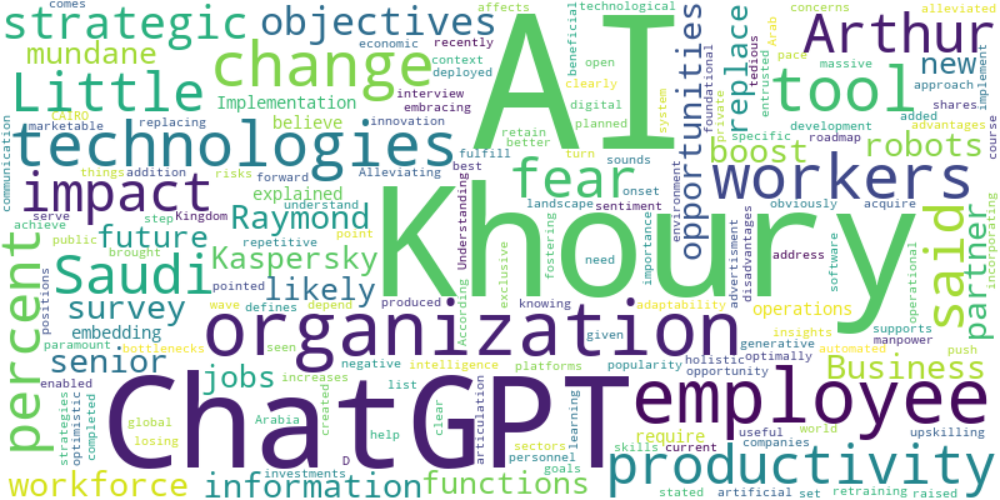 comes
affects
technological
strategic
objectives
AI
beneficial
Arthur
concerns
alleviated
economic
recently
open
replace
tedious
Arab
pace
massive
mundane
change
context
deployed
clearly
opportunities
foundational
private
entrusted
new
implement
Little
Implementation
interview
embracing
digital
system
tool
approach
CAIRO
believe
retain
planned
specific
shares
added
advantages
marketable
replacing
innovation
better
development
roadmap
course
technologies
communication
things
addition
forward
Alleviating
fulfill
turn
boost
robots
impact
risks
step
explained
understand
best
sounds
fear
onset
workers
achieve
serve
Kingdom
Raymond
landscape
sentiment
environment
obviously
acquire
public
point
future
brought
repetitive
Khoury
said
partner
incorporating
percent
Saudi
Kaspersky
Understanding
exclusive
fostering
need
importance
advertisement
disadvantages
address
software
operational
positions
pointed
wave
likely
produced
knowing
adaptability
survey
defines
depend
According
given
operations
insights
supports
manpower
paramount
embedding
organization
generative
optimally
automated
push
bottlenecks
seen
negative
intelligence
platforms
popularity
holistic
opportunity
senior
Business
enabled
jobs
increases
list
ChatGPT
employee
strategies
optimistic
completed
global
losing
Arabia
created
help
clear
articulation
sectors
personnel
goals
learning
require
skills
current
useful
companies
world
upskilling
investments
D
productivity
workforce
information
functions
stated
artificial
set
retraining
raised